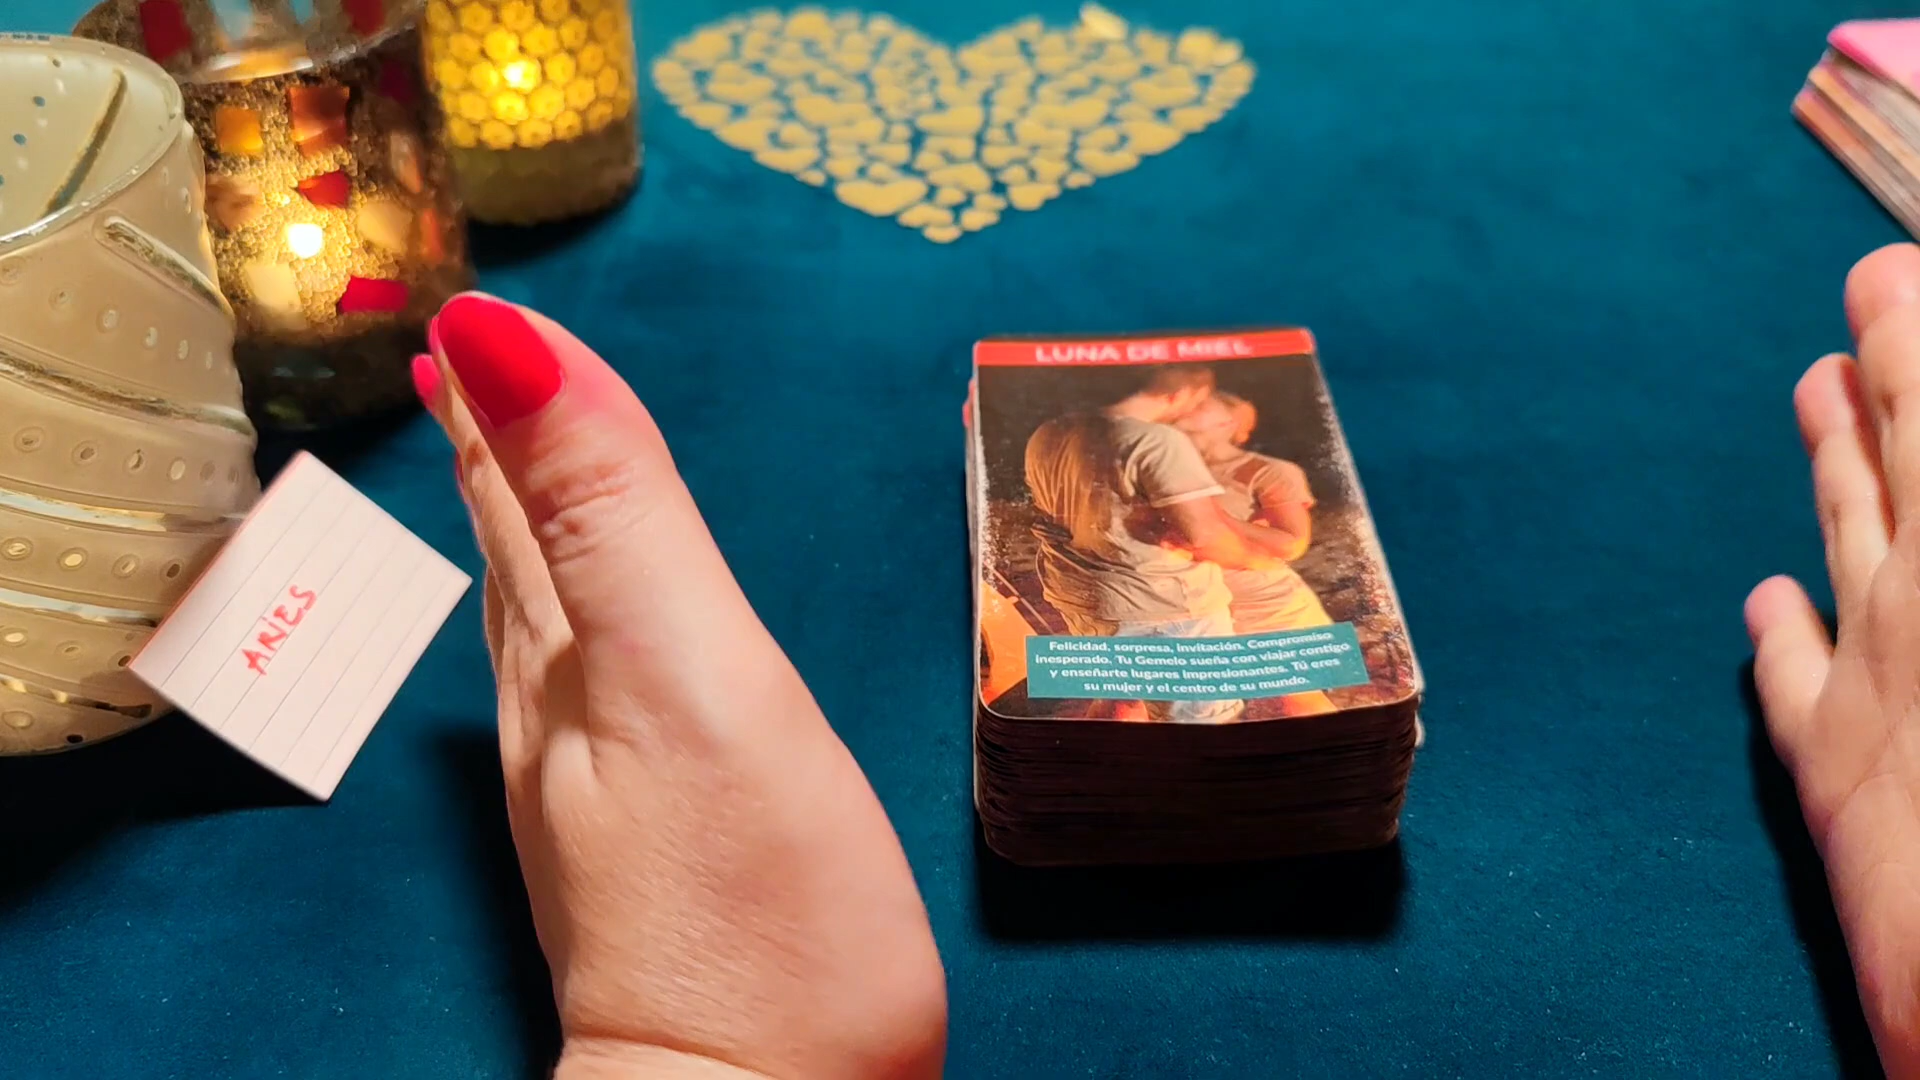 LUNA DE MIEL
Felicidad, sorpresa, invitación. Compromiso
inesperado. Tu Gemelo sueña con viajar contigo
y enseñarte lugares impresionantes. Tú eres
su mujer y el centro de su mundo.
ARIES